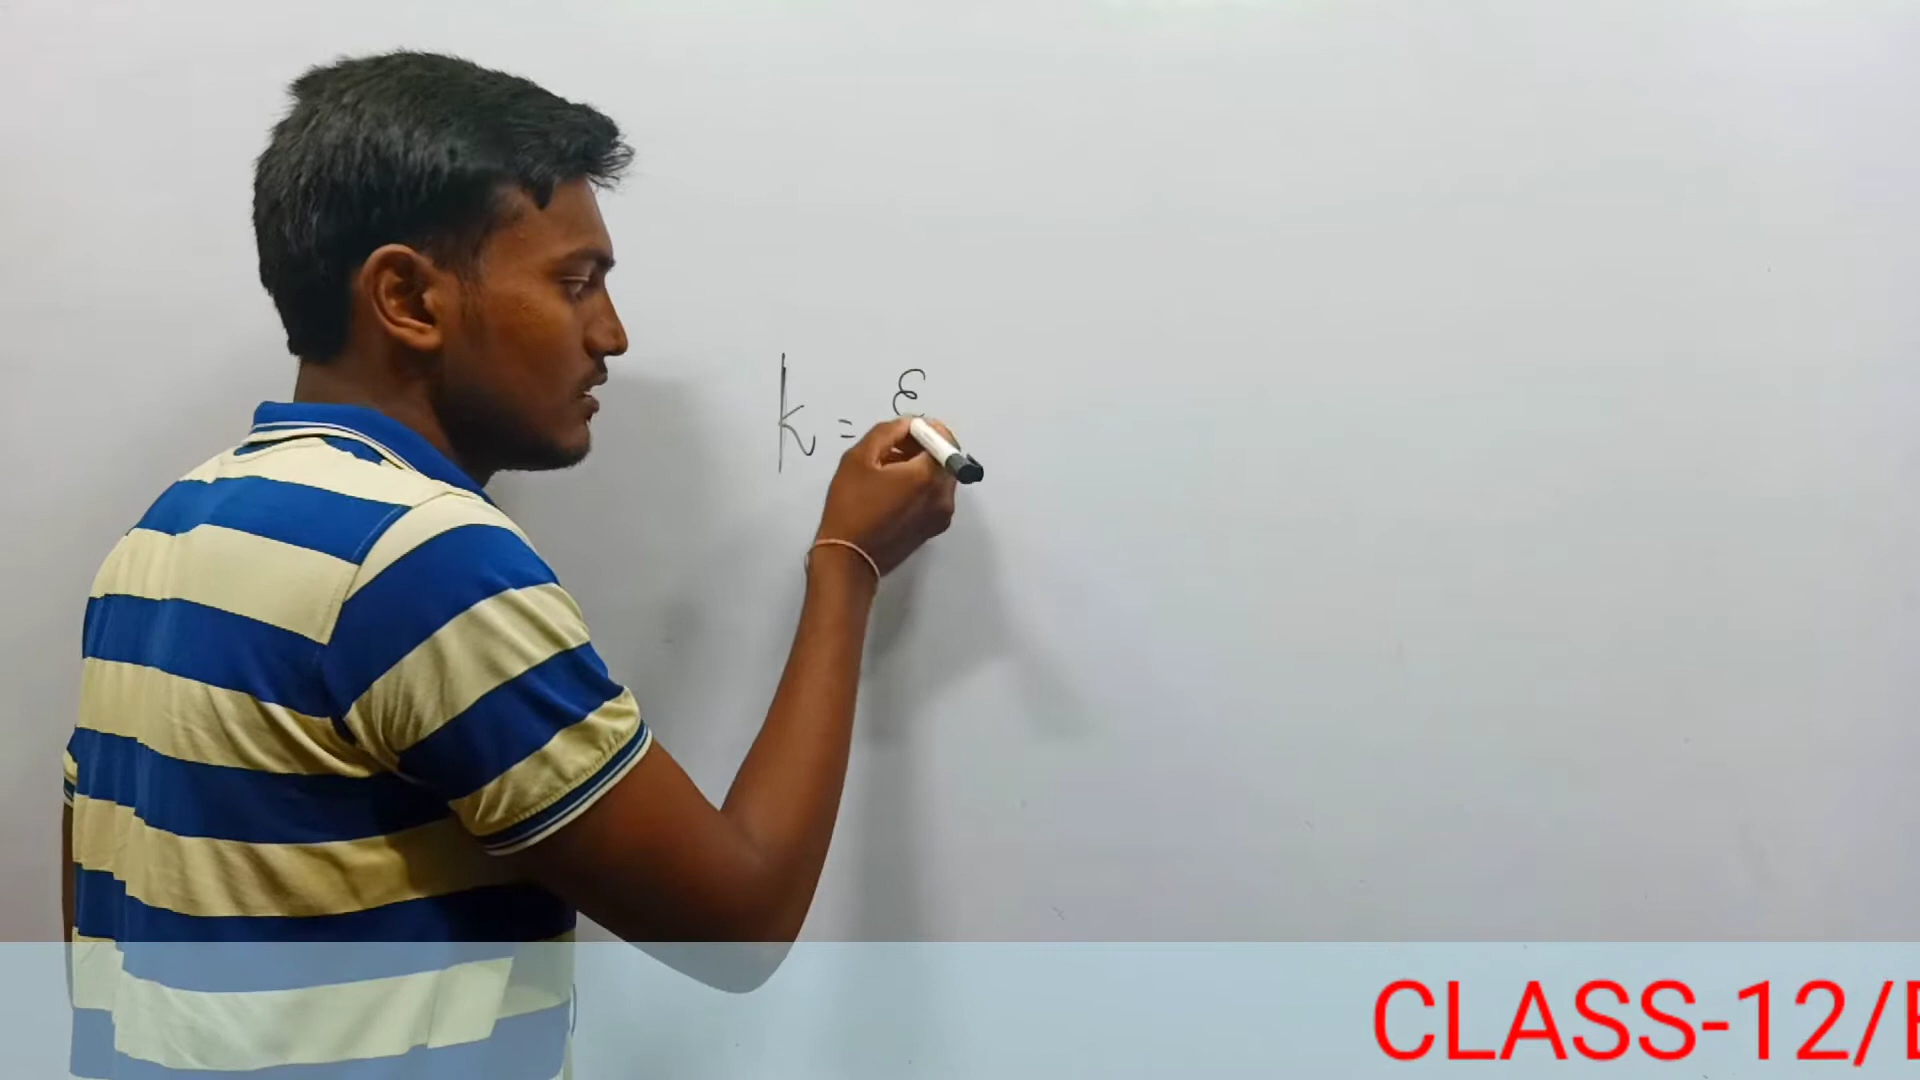 k = ε
CLASS-12/